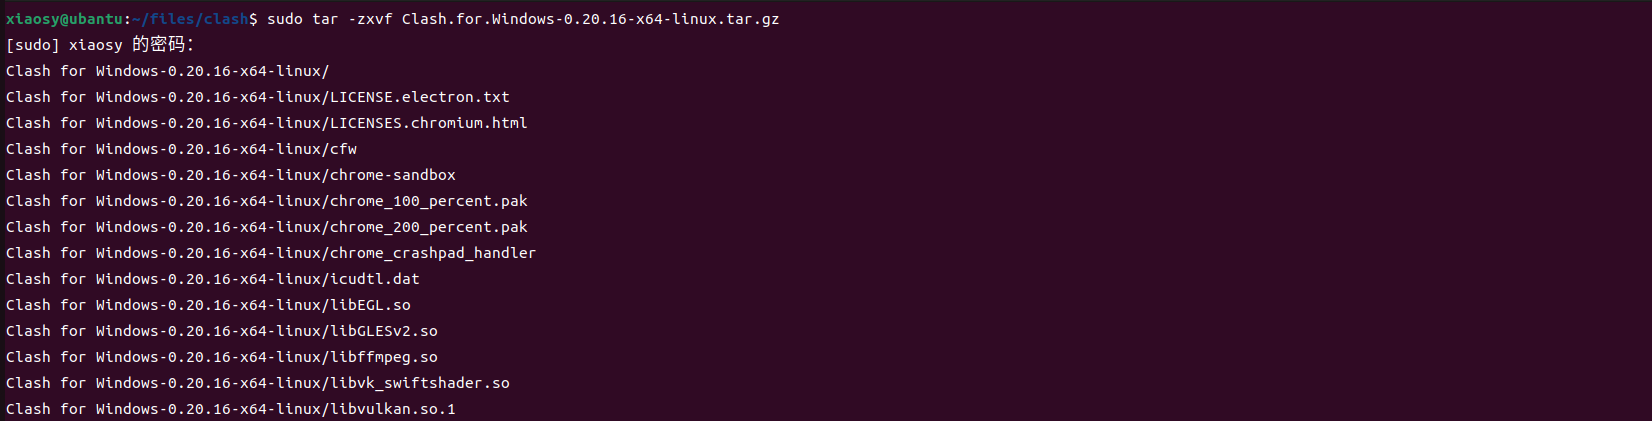 xiaosy@ubantu:~/files/clash$ sudo tar -zxvf Clash.for.Windows-0.20.16-x64-linux.tar.gz
[sudo] xiaosy 的密码：
Clash for Windows-0.20.16-x64-linux/
Clash for Windows-0.20.16-x64-linux/LICENSE.electron.txt
Clash for Windows-0.20.16-x64-linux/LICENSES.chromium.html
Clash for Windows-0.20.16-x64-linux/cfw
Clash for Windows-0.20.16-x64-linux/chrome-sandbox
Clash for Windows-0.20.16-x64-linux/chrome_100_percent.pak
Clash for Windows-0.20.16-x64-linux/chrome_200_percent.pak
Clash for Windows-0.20.16-x64-linux/chrome_crashpad_handler
Clash for Windows-0.20.16-x64-linux/icudtl.dat
Clash for Windows-0.20.16-x64-linux/libEGL.so
Clash for Windows-0.20.16-x64-linux/libGLESv2.so
Clash for Windows-0.20.16-x64-linux/libffmpeg.so
Clash for Windows-0.20.16-x64-linux/libvk_swiftshader.so
Clash for Windows-0.20.16-x64-linux/libvulkan.so.1